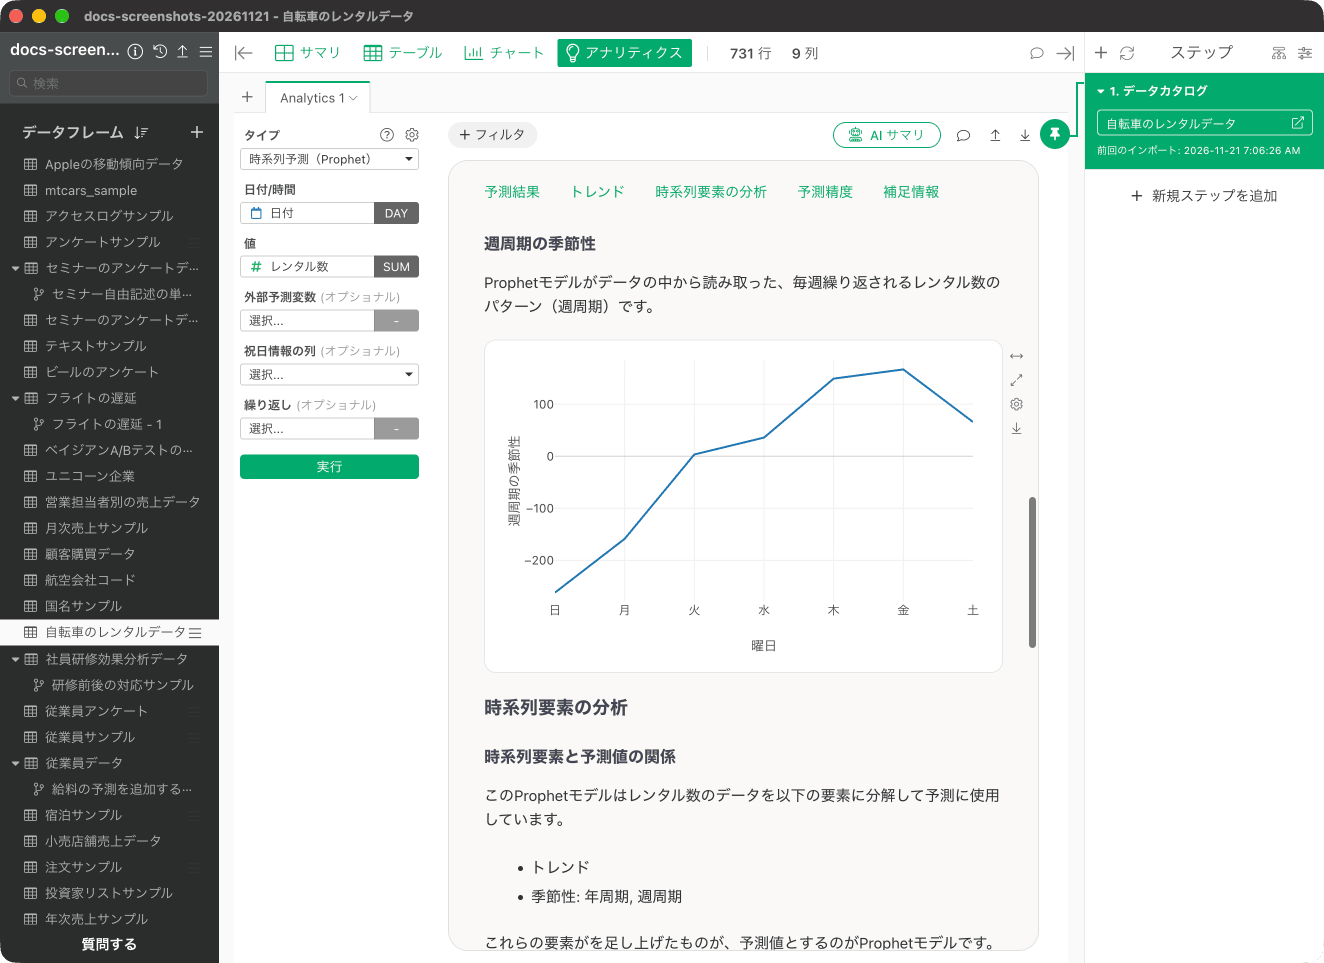 docs-screenshots-20261121 - 自転車のレンタルデータ
docs-screen...
検索
データフレーム
Appleの移動傾向データ
mtcars_sample
アクセスログサンプル
アンケートサンプル
セミナーのアンケートデ...
セミナー自由記述の単...
セミナーのアンケートデ...
テキストサンプル
ビールのアンケート
フライトの遅延
フライトの遅延 - 1
ベイジアンA/Bテストの...
ユニコーン企業
営業担当者別の売上データ
月次売上サンプル
顧客購買データ
航空会社コード
国名サンプル
自転車のレンタルデータ
社員研修効果分析データ
研修前後の対応サンプル
従業員アンケート
従業員サンプル
従業員データ
給料の予測を追加する...
宿泊サンプル
小売店舗売上データ
注文サンプル
投資家リストサンプル
年次売上サンプル
質問する
サマリ テーブル チャート アナリティクス 731 行 9 列
Analytics 1
タイプ
時系列予測（Prophet）
日付/時間
日付 DAY
値
レンタル数 SUM
外部予測変数 (オプショナル)
選択... -
祝日情報の列 (オプショナル)
選択...
繰り返し (オプショナル)
選択... -
実行
+ フィルタ
AI サマリ
予測結果 トレンド 時系列要素の分析 予測精度 補足情報
週周期の季節性
Prophetモデルがデータの中から読み取った、毎週繰り返されるレンタル数の
パターン（週周期）です。
週周期の季節性
100
0
−100
−200
日 月 火 水 木 金 土
曜日
時系列要素の分析
時系列要素と予測値の関係
このProphetモデルはレンタル数のデータを以下の要素に分解して予測に使用
しています。
• トレンド
• 季節性: 年周期, 週周期
これらの要素がを足し上げたものが、予測値とするのがProphetモデルです。
ステップ
1. データカタログ
自転車のレンタルデータ
前回のインポート: 2026-11-21 7:06:26 AM
+ 新規ステップを追加